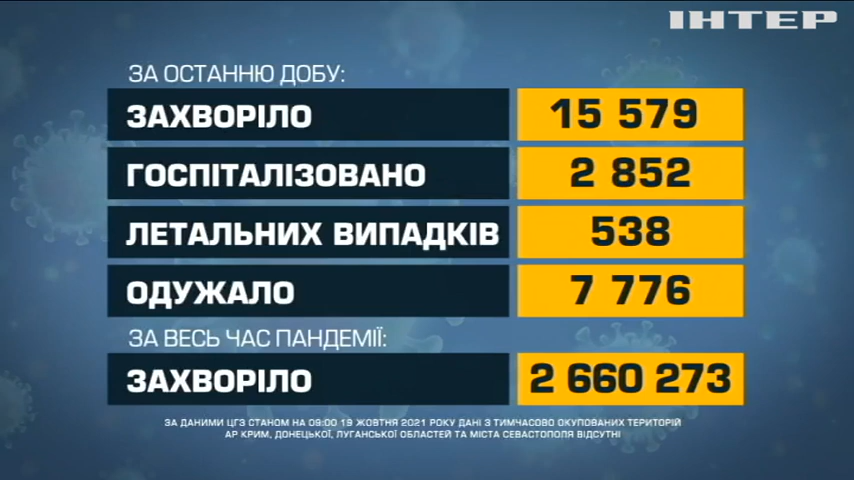 ІНТЕР
ЗА ОСТАННЮ ДОБУ:
ЗАХВОРІЛО 15 579
ГОСПІТАЛІЗОВАНО 2 852
ЛЕТАЛЬНИХ ВИПАДКІВ 538
ОДУЖАЛО 7 776
ЗА ВЕСЬ ЧАС ПАНДЕМІЇ:
ЗАХВОРІЛО 2 660 273
ЗА ДАНИМИ ЦГЗ СТАНОМ НА 09:00 19 ЖОВТНЯ 2021 РОКУ ДАНІ З ТИМЧАСОВО ОКУПОВАНИХ ТЕРИТОРІЙ
АР КРИМ, ДОНЕЦЬКОЇ, ЛУГАНСЬКОЇ ОБЛАСТЕЙ ТА МІСТА СЕВАСТОПОЛЯ ВІДСУТНІ